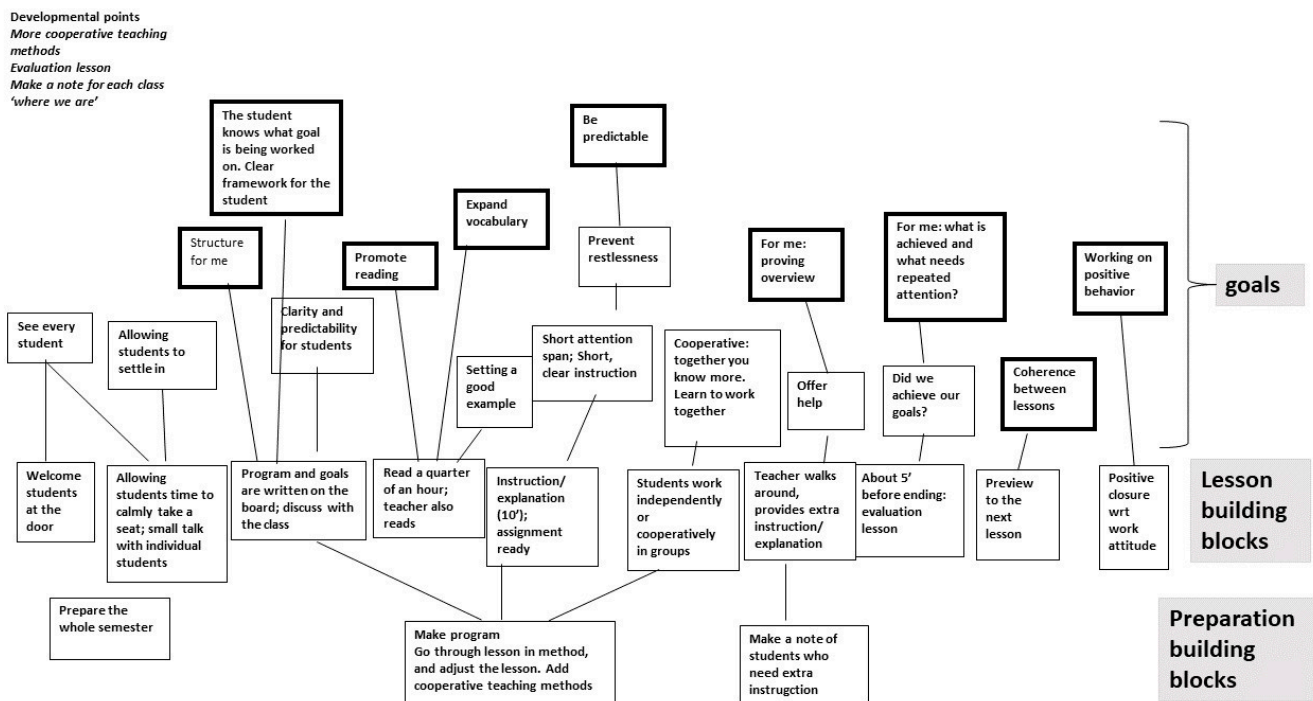 Developmental points
More cooperative teaching
methods
Evaluation lesson
Make a note for each class
‘where we are’
The student
knows what goal
is being worked
on. Clear
framework for the
student
Be
predictable
Structure
for me
Promote
reading
Expand
vocabulary
Prevent
restlessness
For me:
proving
overview
For me: what is
achieved and
what needs
repeated
attention?
Working on
positive
behavior
goals
See every
student
Allowing
students to
settle in
Clarity and
predictability
for students
Setting a
good
example
Short attention
span; Short,
clear instruction
Cooperative:
together you
know more.
Learn to work
together
Offer
help
Did we
achieve our
goals?
Coherence
between
lessons
Welcome
students
at the
door
Allowing
students time to
calmly take a
seat; small talk
with individual
students
Program and goals
are written on the
board; discuss with
the class
Read a quarter
of an hour;
teacher also
reads
Instruction/
explanation
(10’);
assignment
ready
Students work
independently
or
cooperatively
in groups
Teacher walks
around,
provides extra
instruction/
explanation
About 5’
before ending:
evaluation
lesson
Preview
to the
next
lesson
Positive
closure
wrt
work
attitude
Lesson
building
blocks
Prepare the
whole semester
Make program
Go through lesson in method,
and adjust the lesson. Add
cooperative teaching methods
Make a note of
students who
need extra
instrugction
Preparation
building
blocks